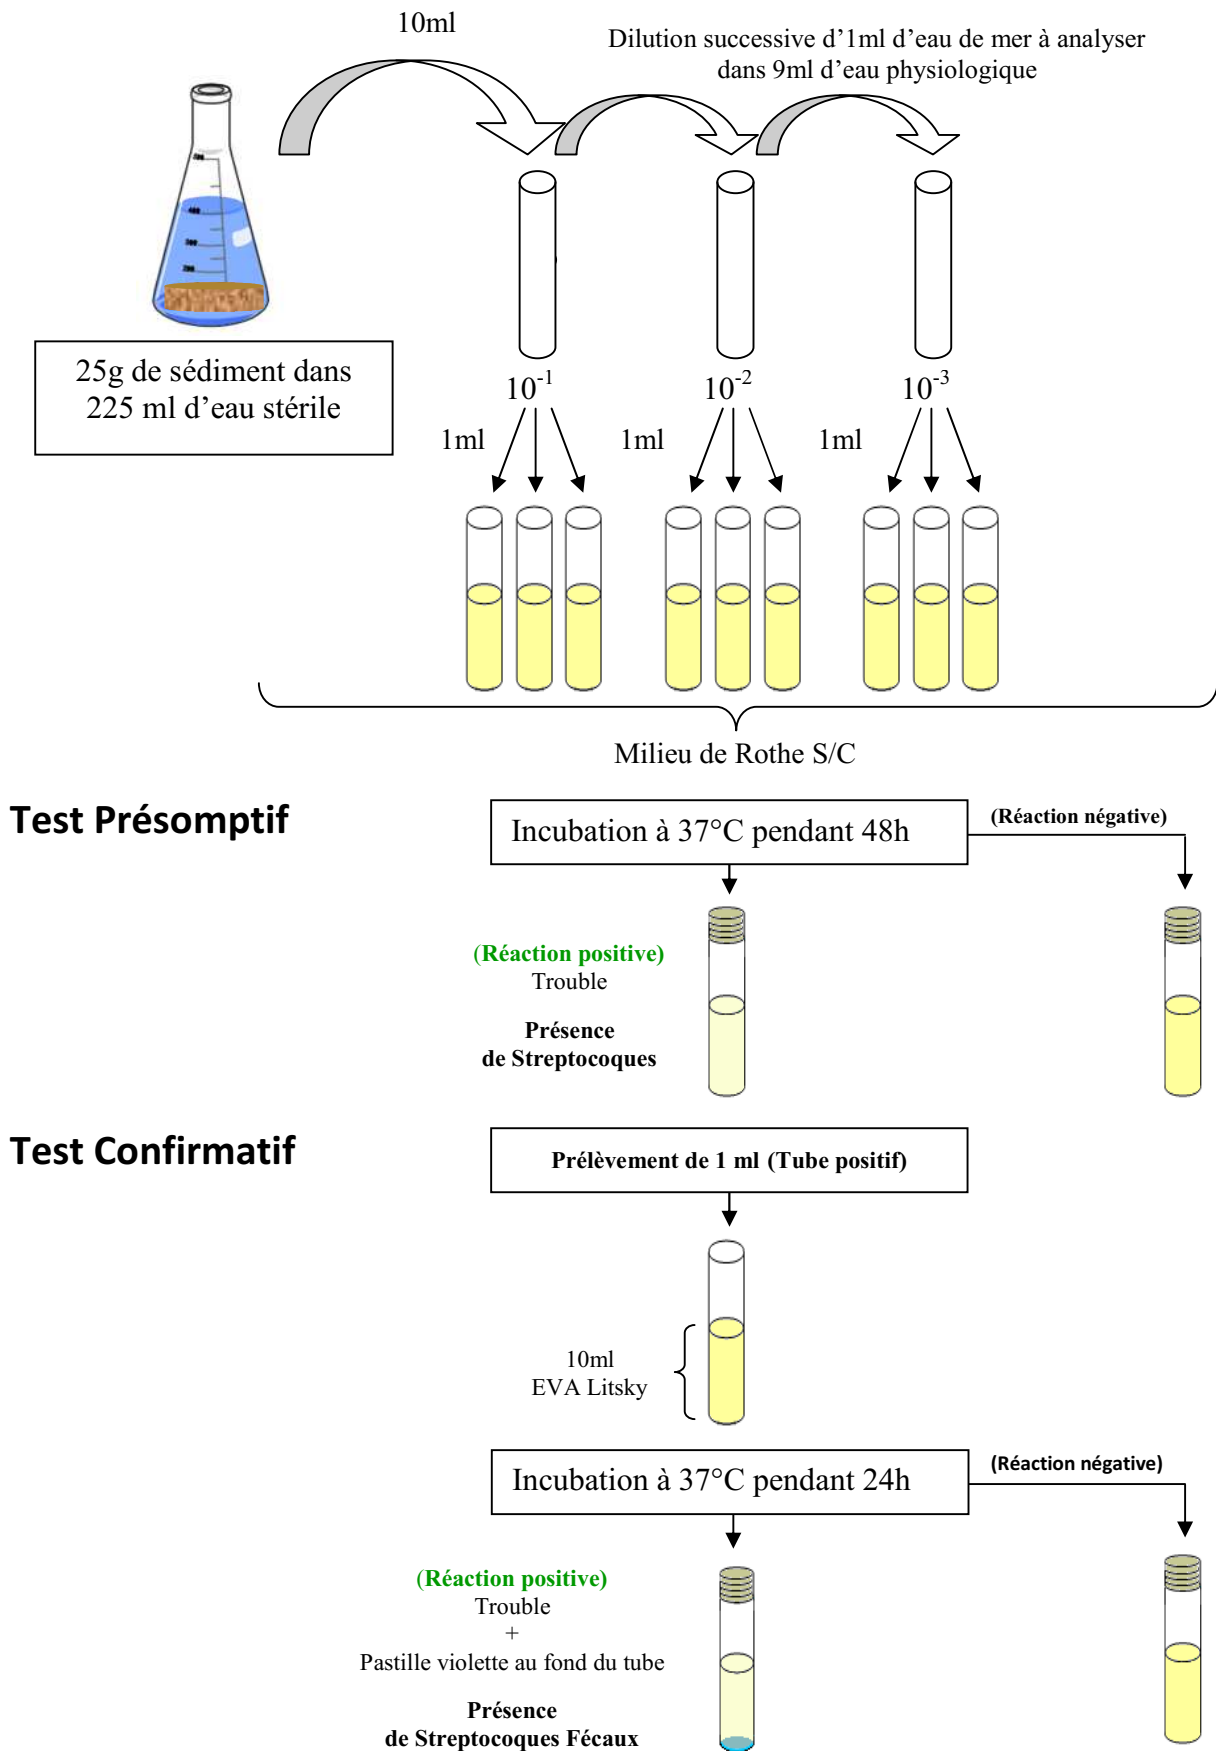 10ml
Dilution successive d'1ml d'eau de mer à analyser
dans 9ml d'eau physiologique
25g de sédiment dans
225 ml d'eau stérile
10-1
10-2
10-3
1ml
1ml
1ml
Milieu de Rothe S/C
Test Présomptif
Incubation à 37°C pendant 48h
(Réaction négative)
(Réaction positive)
Trouble
Présence
de Streptocoques
Test Confirmatif
Prélèvement de 1 ml (Tube positif)
10ml
EVA Litsky
Incubation à 37°C pendant 24h
(Réaction négative)
(Réaction positive)
Trouble
+
Pastille violette au fond du tube
Présence
de Streptocoques Fécaux